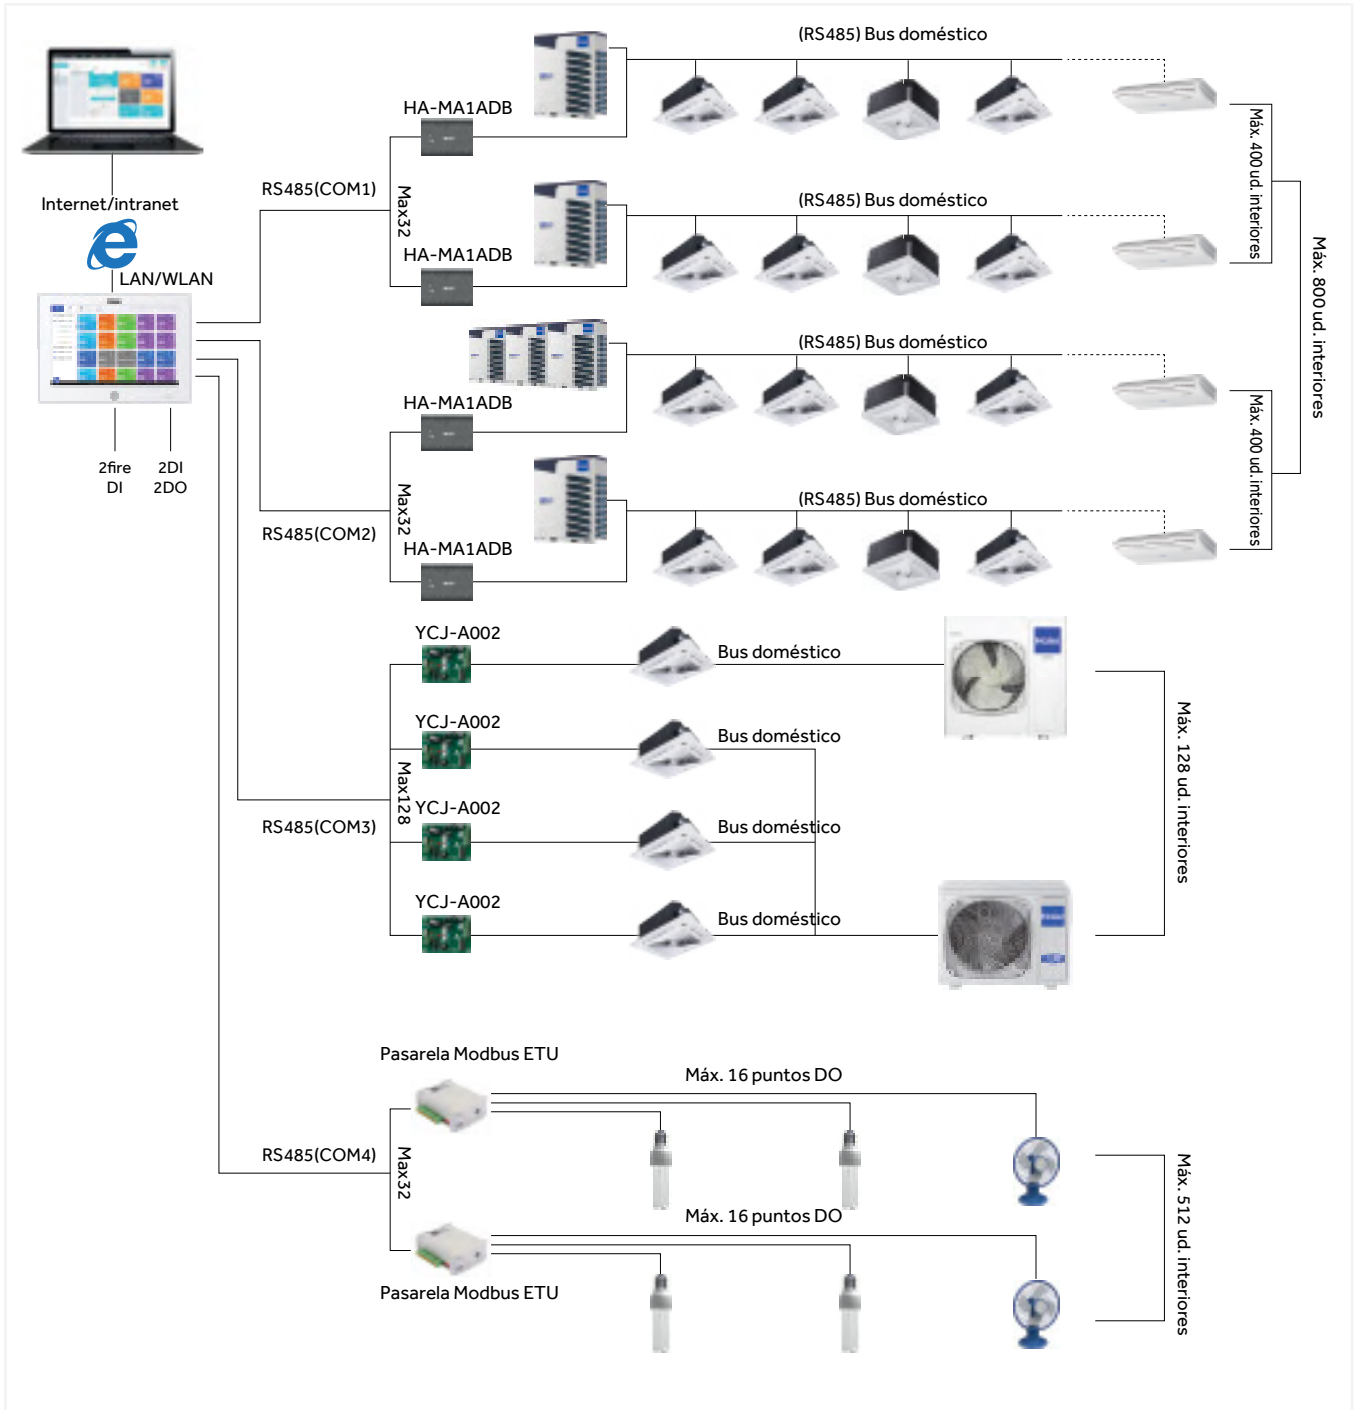 (RS485) Bus doméstico
HA-MA1ADB
Internet/intranet
RS485(COM1)
Max32
Máx. 400 ud. interiores
(RS485) Bus doméstico
HA-MA1ADB
LAN/WLAN
Máx. 800 ud. interiores
(RS485) Bus doméstico
HA-MA1ADB
2fire
DI
2DI
2DO
Máx. 400 ud. interiores
Max32
(RS485) Bus doméstico
RS485(COM2)
HA-MA1ADB
YCJ-A002
Bus doméstico
YCJ-A002
Bus doméstico
Máx. 128 ud. interiores
Max128
YCJ-A002
RS485(COM3)
Bus doméstico
YCJ-A002
Bus doméstico
Pasarela Modbus ETU
Máx. 16 puntos DO
RS485(COM4)
Max32
Máx. 512 ud. interiores
Máx. 16 puntos DO
Pasarela Modbus ETU